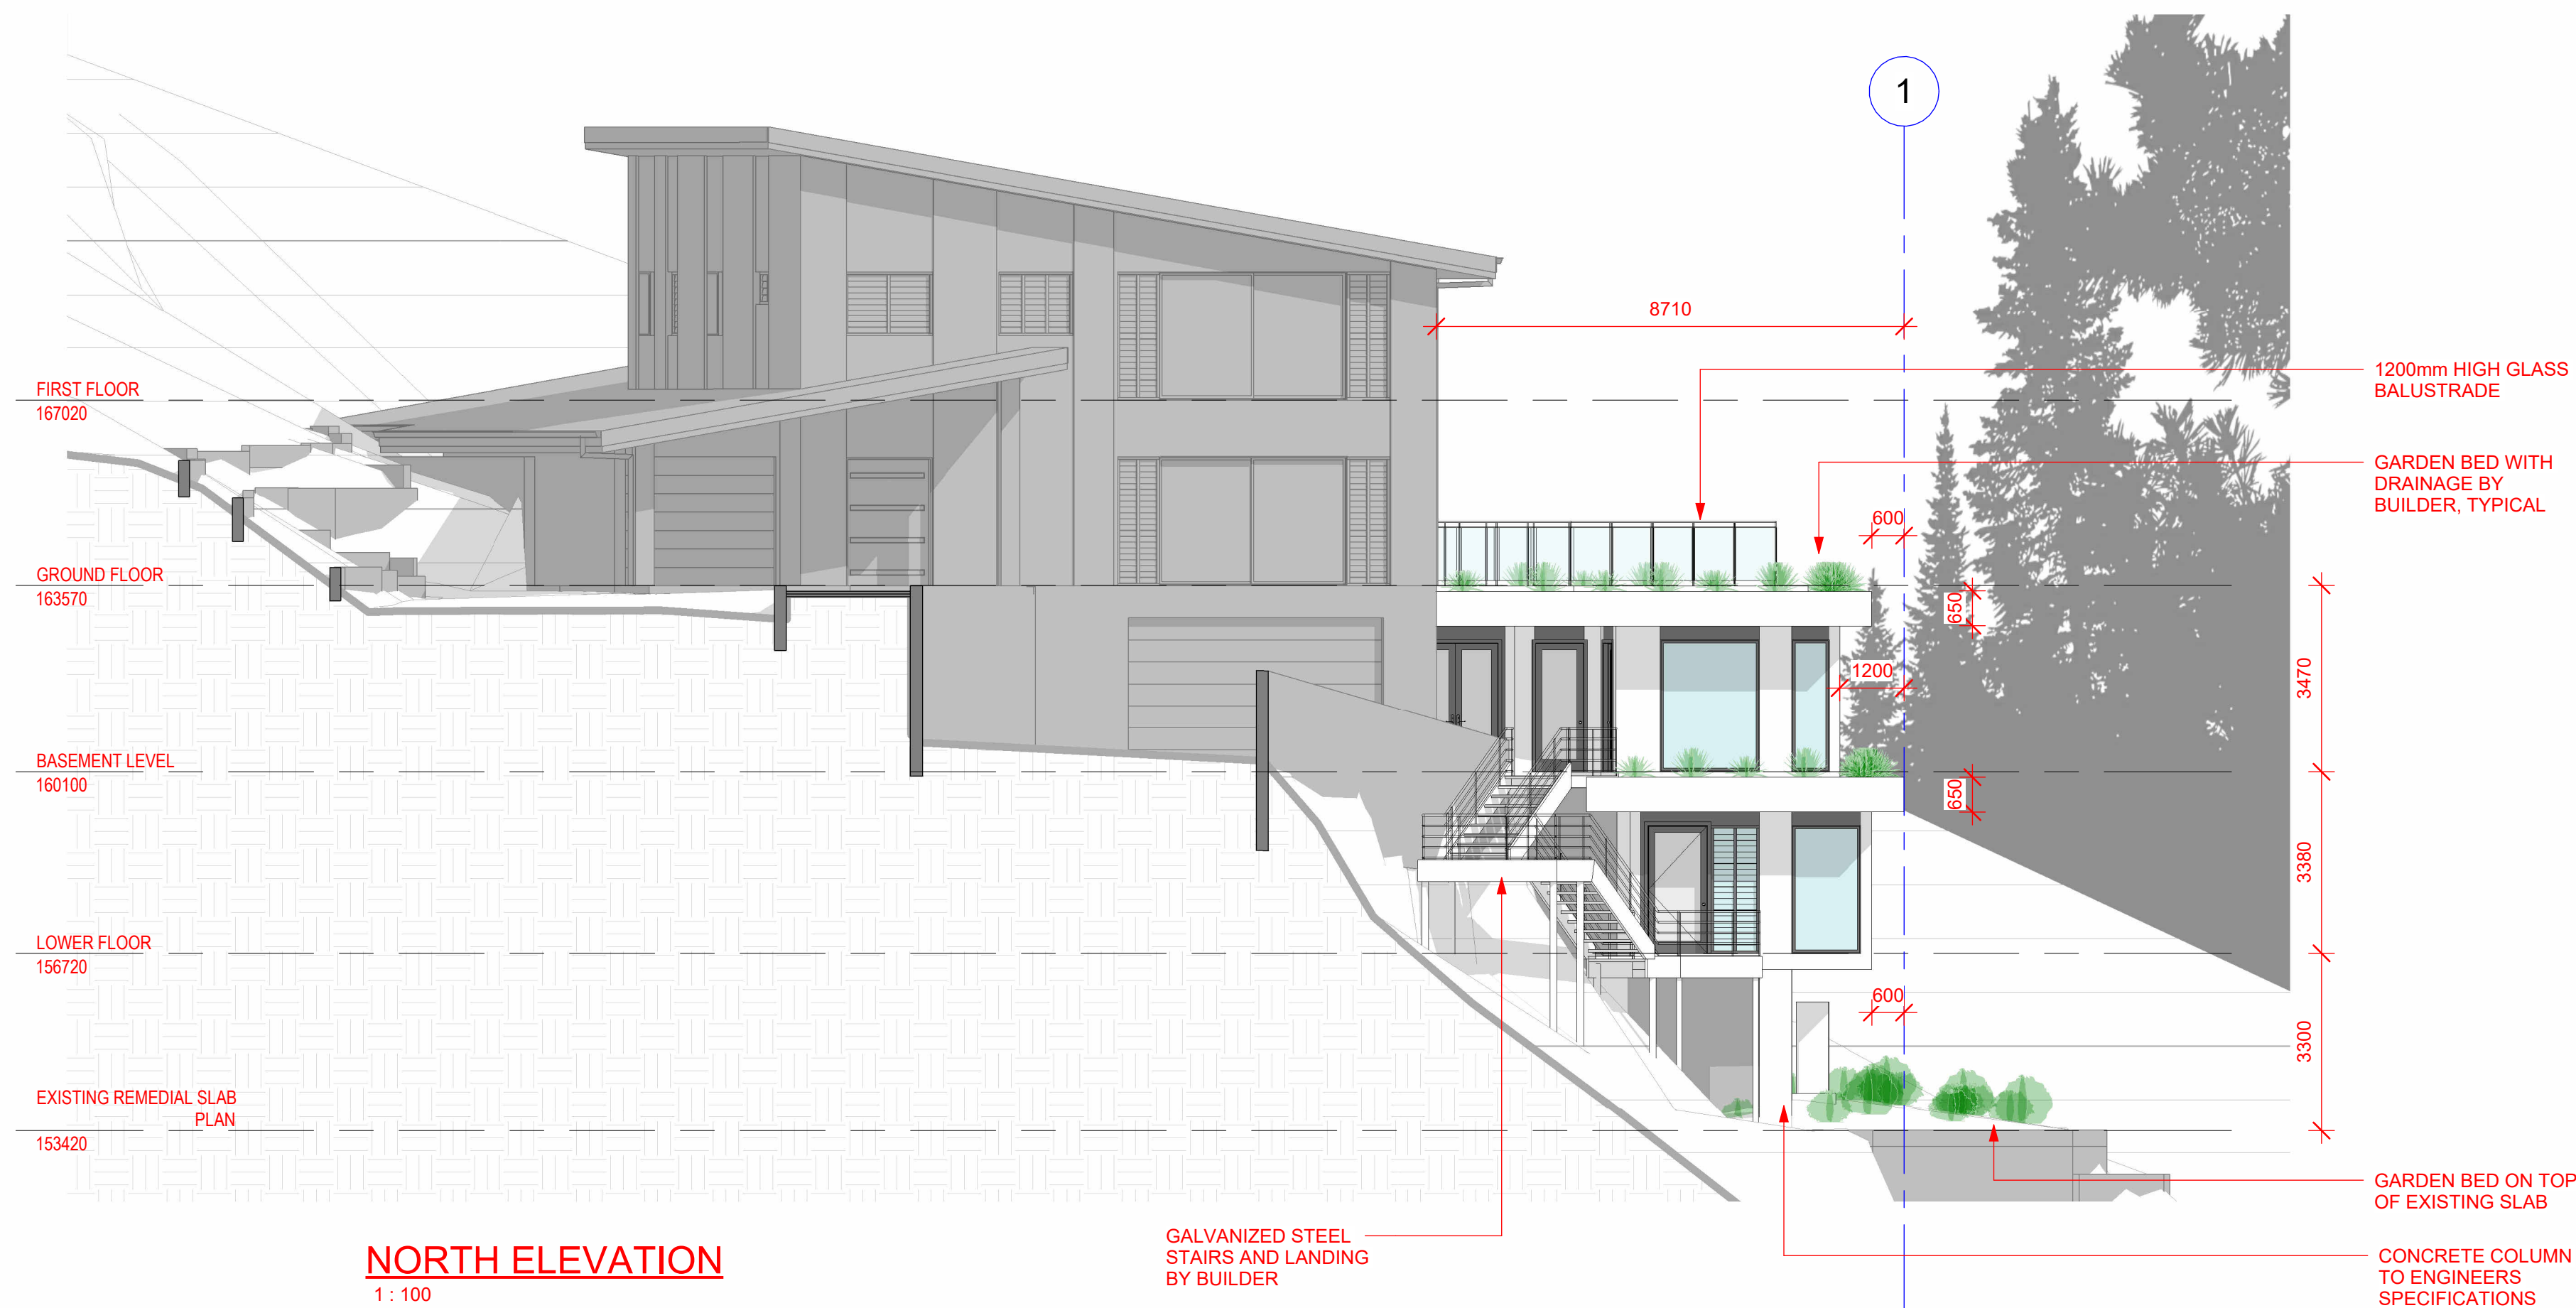 1
8710
1200mm HIGH GLASS
BALUSTRADE
FIRST FLOOR
167020
GARDEN BED WITH
DRAINAGE BY
BUILDER, TYPICAL
600
GROUND FLOOR
163570
650
1200
3470
BASEMENT LEVEL
160100
650
3380
LOWER FLOOR
156720
600
3300
EXISTING REMEDIAL SLAB
PLAN
153420
GARDEN BED ON TOP
OF EXISTING SLAB
GALVANIZED STEEL
STAIRS AND LANDING
BY BUILDER
CONCRETE COLUMN
TO ENGINEERS
SPECIFICATIONS
NORTH ELEVATION
1 : 100